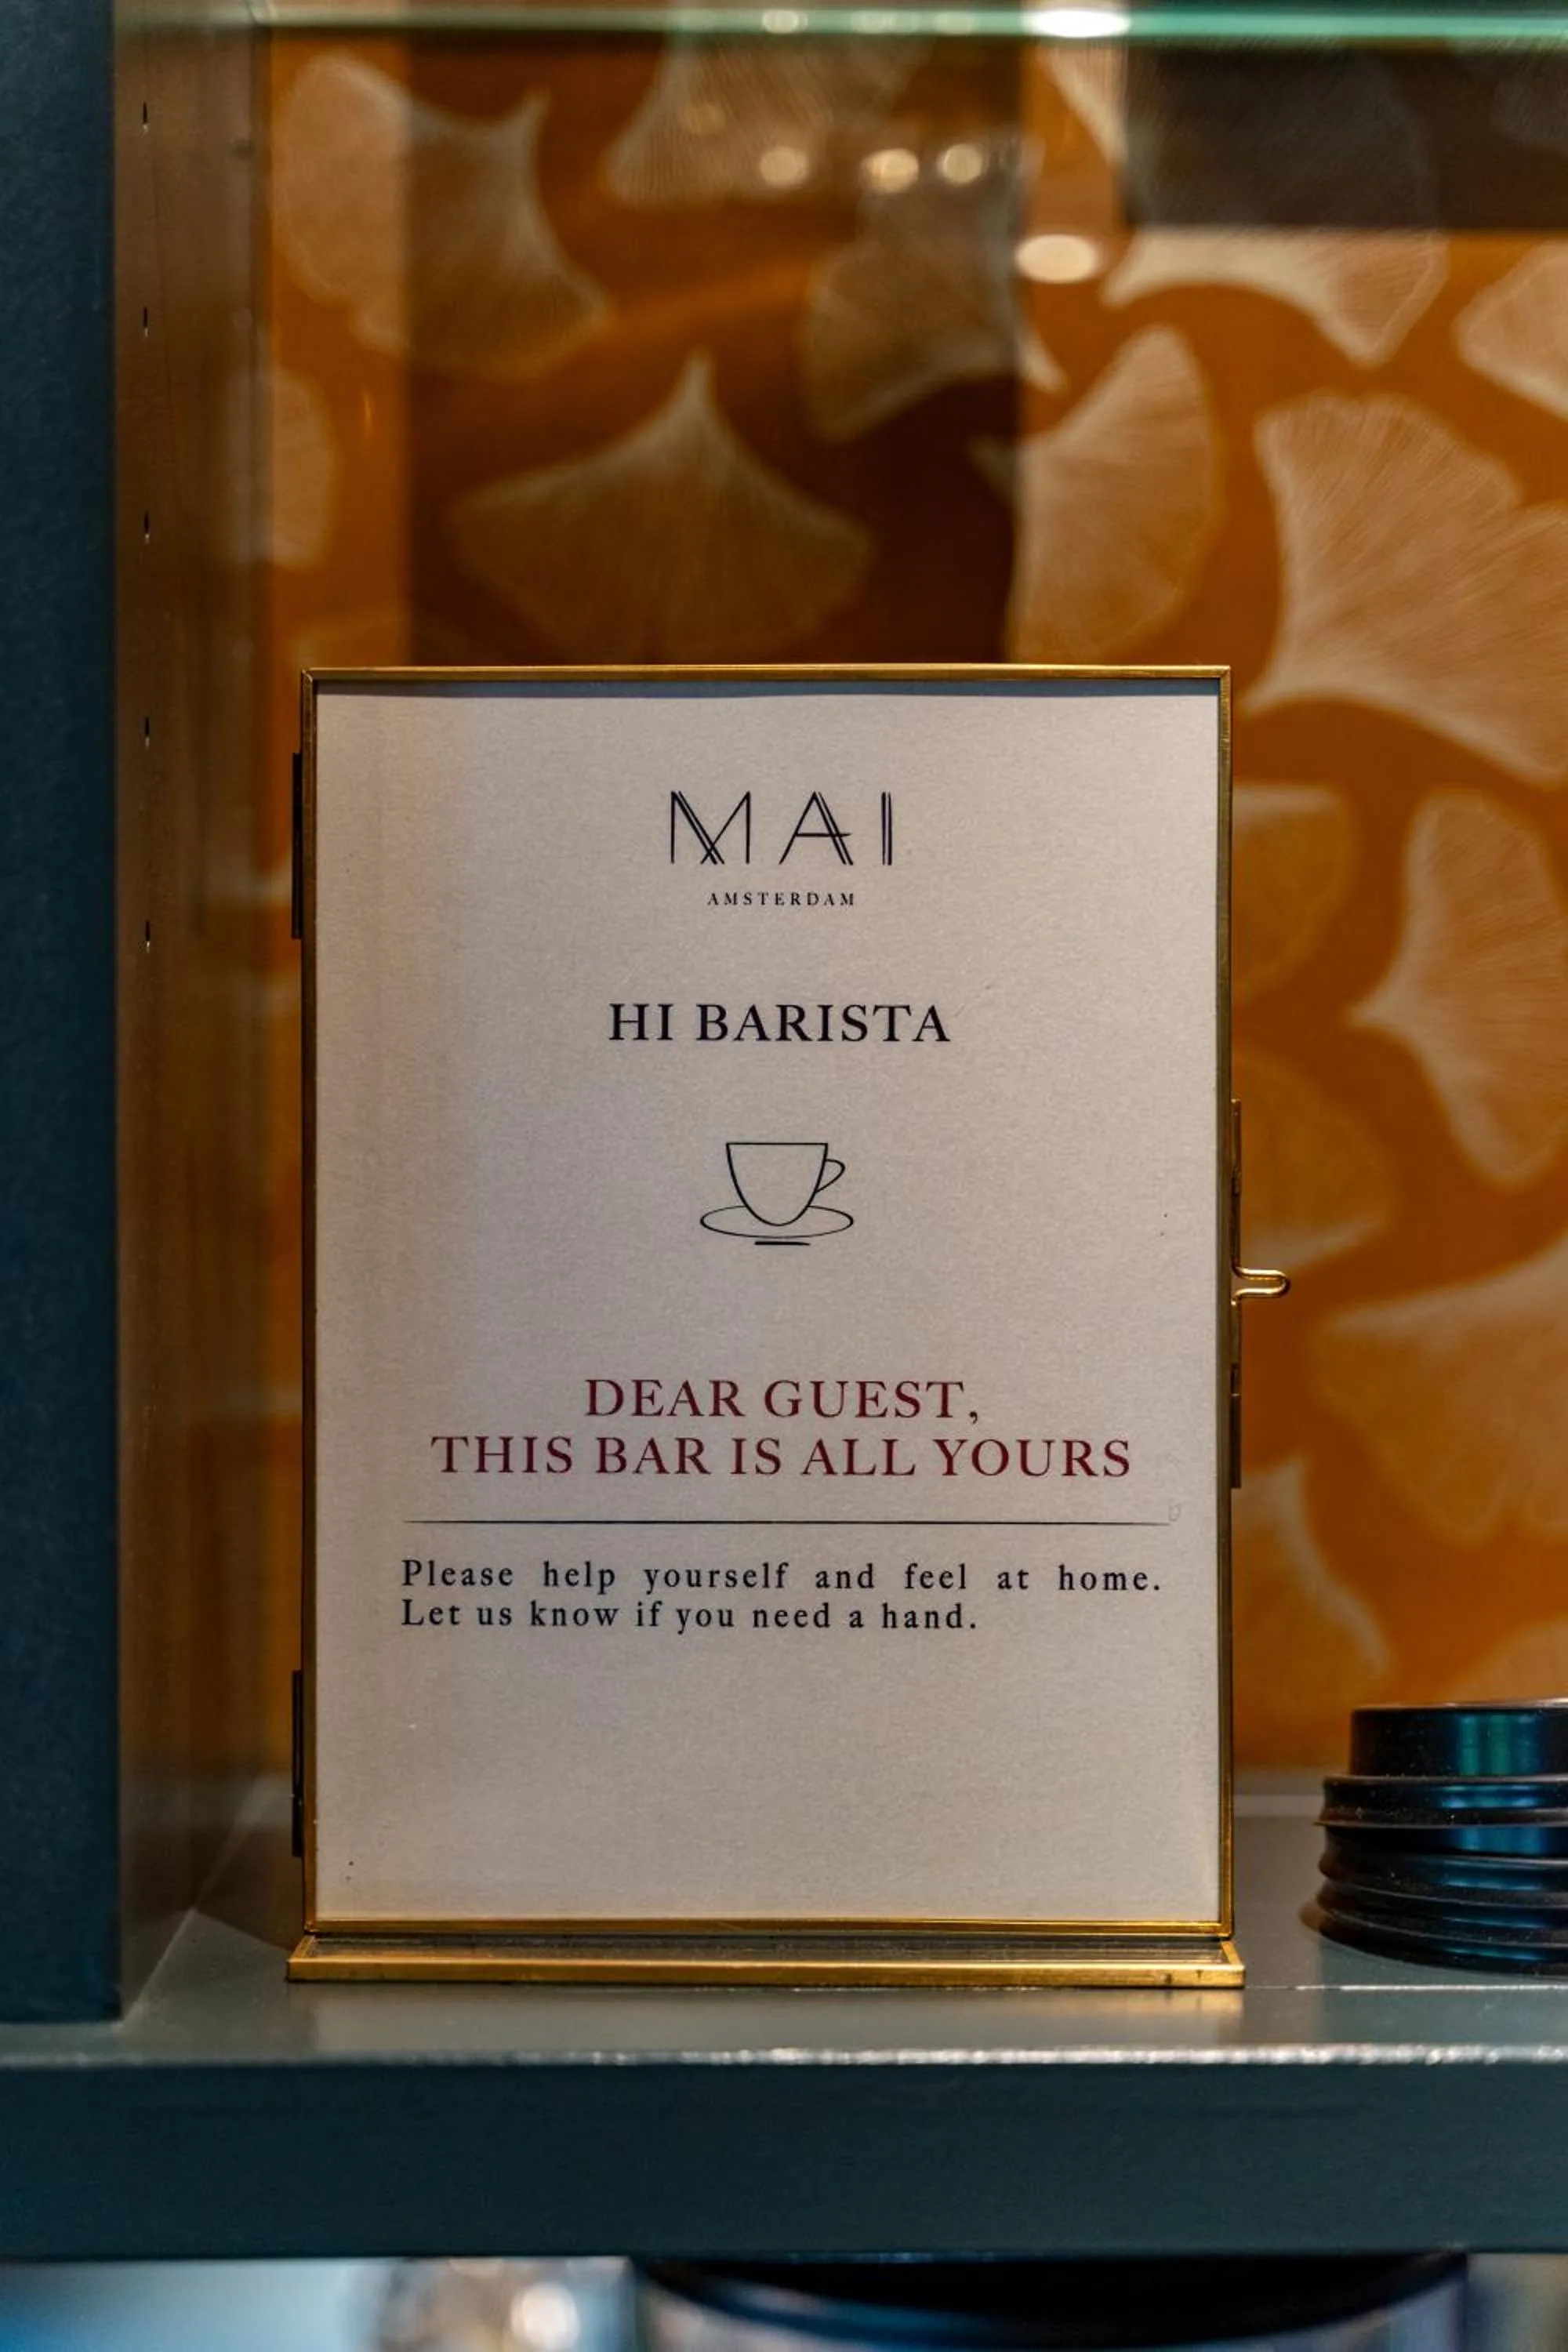 MAI
AMSTERDAM
HI BARISTA
DEAR GUEST,
THIS BAR IS ALL YOURS
Please help yourself and feel at home.
Let us know if you need a hand.